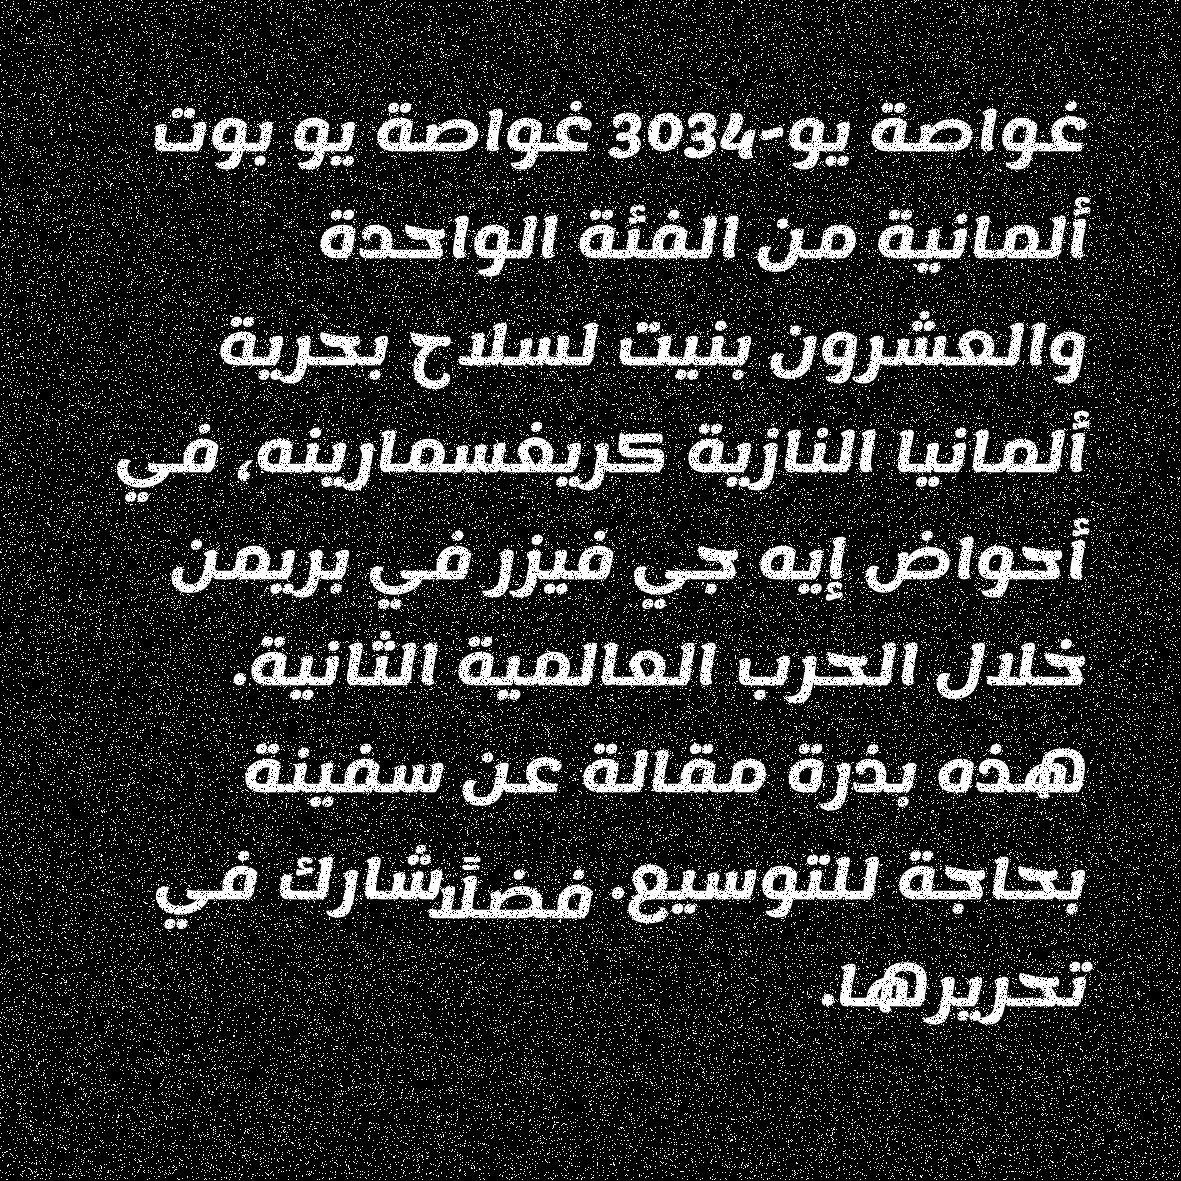 غواصة يو-3034 غواصة يو بوت
ألمانية من الفئة الواحدة
والعشرون بنيت لسلاح بحرية
ألمانيا النازية كريغسمارينه، في
أحواض إيه جي فيزر في بريمن
خلال الحرب العالمية الثانية.
هذه بذرة مقالة عن سفينة
بحاجة للتوسيع. فضلًا شارك في
تحريرها.